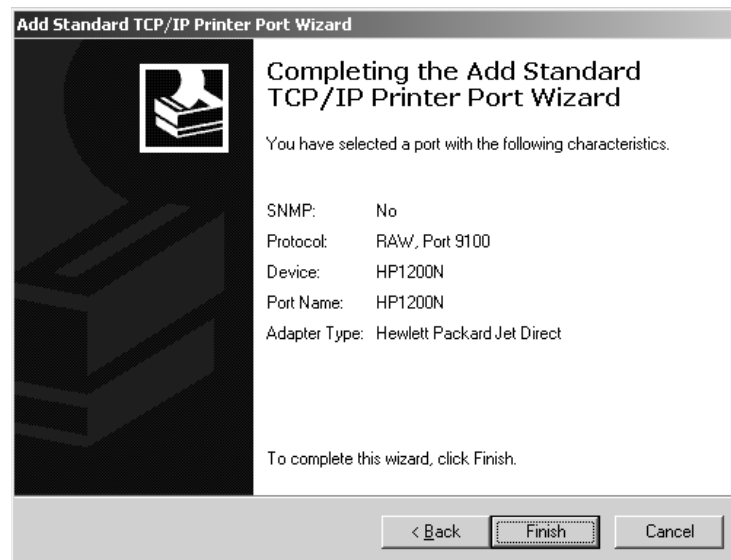 Add Standard TCP/IP Printer Port Wizard
Completing the Add Standard
TCP/IP Printer Port Wizard
You have selected a port with the following characteristics.
SNMP: No
Protocol: RAW, Port 9100
Device: HP1200N
Port Name: HP1200N
Adapter Type: Hewlett Packard Jet Direct
To complete this wizard, click Finish.
< Back Finish Cancel